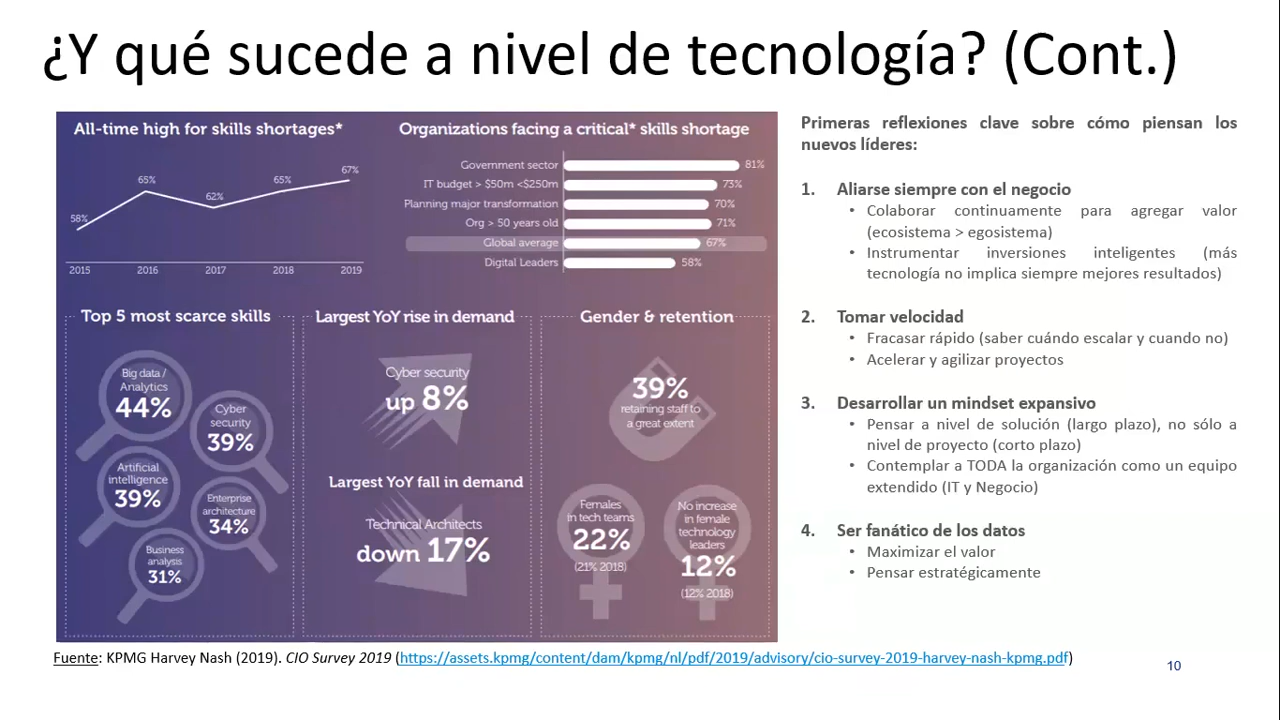 ¿Y qué sucede a nivel de tecnología? (Cont.)
All-time high for skills shortages*
58%
65%
62%
65%
67%
2015 2016 2017 2018 2019
Organizations facing a critical* skills shortage
Government sector 81%
IT budget > $50m <$250m 73%
Planning major transformation 70%
Org > 50 years old 71%
Global average 67%
Digital Leaders 58%
Top 5 most scarce skills
Big data /
Analytics
44%
Cyber
security
39%
Artificial
intelligence
39%
Enterprise
architecture
34%
Business
analysis
31%
Largest YoY rise in demand
Cyber security
up 8%
Largest YoY fall in demand
Technical Architects
down 17%
Gender & retention
39%
retaining staff to
a great extent
Females
in tech teams
22%
(21% 2018)
No increase
in female
technology
leaders
12%
(12% 2018)
Primeras reflexiones clave sobre cómo piensan los
nuevos líderes:
1. Aliarse siempre con el negocio
• Colaborar continuamente para agregar valor
(ecosistema > egosistema)
• Instrumentar inversiones inteligentes (más
tecnología no implica siempre mejores resultados)
2. Tomar velocidad
• Fracasar rápido (saber cuándo escalar y cuando no)
• Acelerar y agilizar proyectos
3. Desarrollar un mindset expansivo
• Pensar a nivel de solución (largo plazo), no sólo a
nivel de proyecto (corto plazo)
• Contemplar a TODA la organización como un equipo
extendido (IT y Negocio)
4. Ser fanático de los datos
• Maximizar el valor
• Pensar estratégicamente
Fuente: KPMG Harvey Nash (2019). CIO Survey 2019 (https://assets.kpmg/content/dam/kpmg/nl/pdf/2019/advisory/cio-survey-2019-harvey-nash-kpmg.pdf)
10